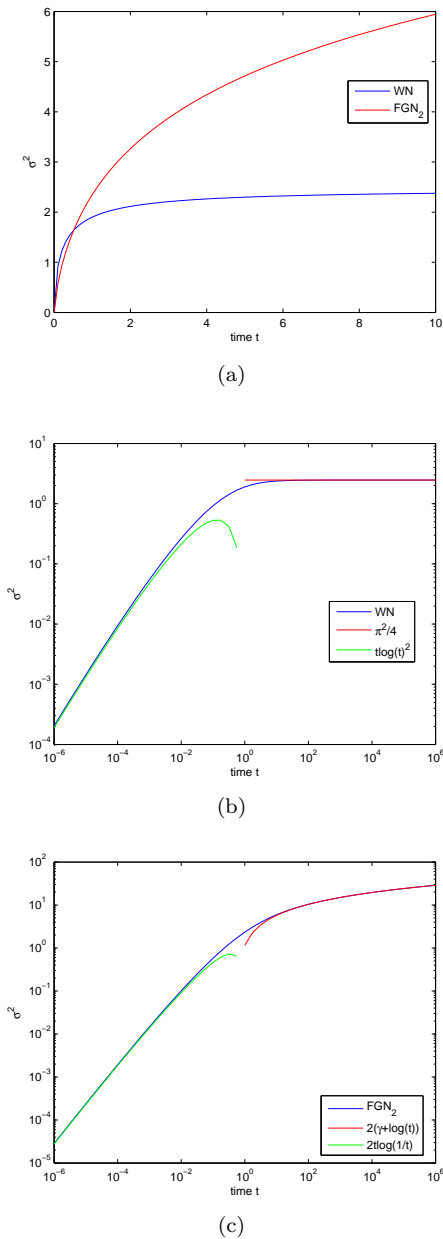 6
5
4
3
2
1
0
σ²
WN
FGN₂
0 2 4 6 8 10
time t
(a)
10¹
10⁰
10⁻¹
10⁻²
10⁻³
10⁻⁴
σ²
WN
π²/4
tlog(t)²
10⁻⁶ 10⁻⁴ 10⁻² 10⁰ 10² 10⁴ 10⁶
time t
(b)
10²
10¹
10⁰
10⁻¹
10⁻²
10⁻³
10⁻⁴
10⁻⁵
σ²
FGN₂
2(γ+log(t))
2tlog(1/t)
10⁻⁶ 10⁻⁴ 10⁻² 10⁰ 10² 10⁴ 10⁶
time t
(c)